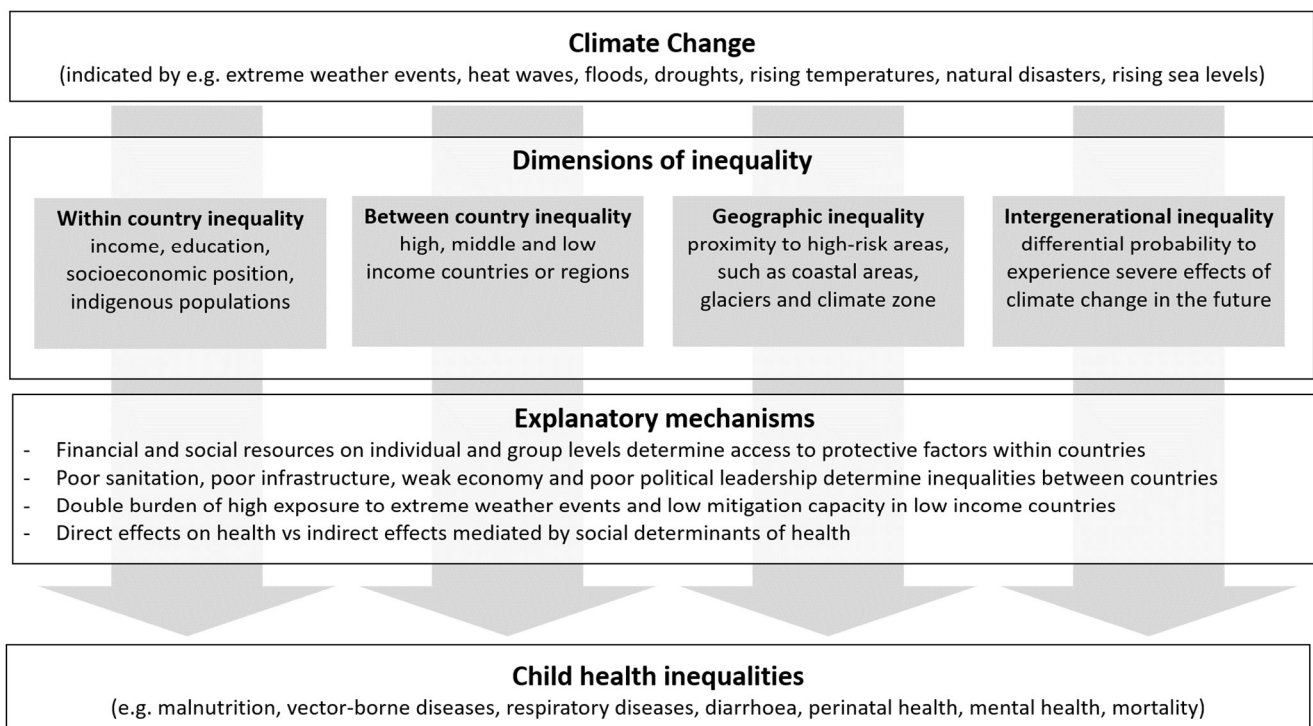 Climate Change
(indicated by e.g. extreme weather events, heat waves, floods, droughts, rising temperatures, natural disasters, rising sea levels)
Dimensions of inequality
Within country inequality
income, education,
socioeconomic position,
indigenous populations
Between country inequality
high, middle and low
income countries or regions
Geographic inequality
proximity to high-risk areas,
such as coastal areas,
glaciers and climate zone
Intergenerational inequality
differential probability to
experience severe effects of
climate change in the future
Explanatory mechanisms
- Financial and social resources on individual and group levels determine access to protective factors within countries
- Poor sanitation, poor infrastructure, weak economy and poor political leadership determine inequalities between countries
- Double burden of high exposure to extreme weather events and low mitigation capacity in low income countries
- Direct effects on health vs indirect effects mediated by social determinants of health
Child health inequalities
(e.g. malnutrition, vector-borne diseases, respiratory diseases, diarrhoea, perinatal health, mental health, mortality)